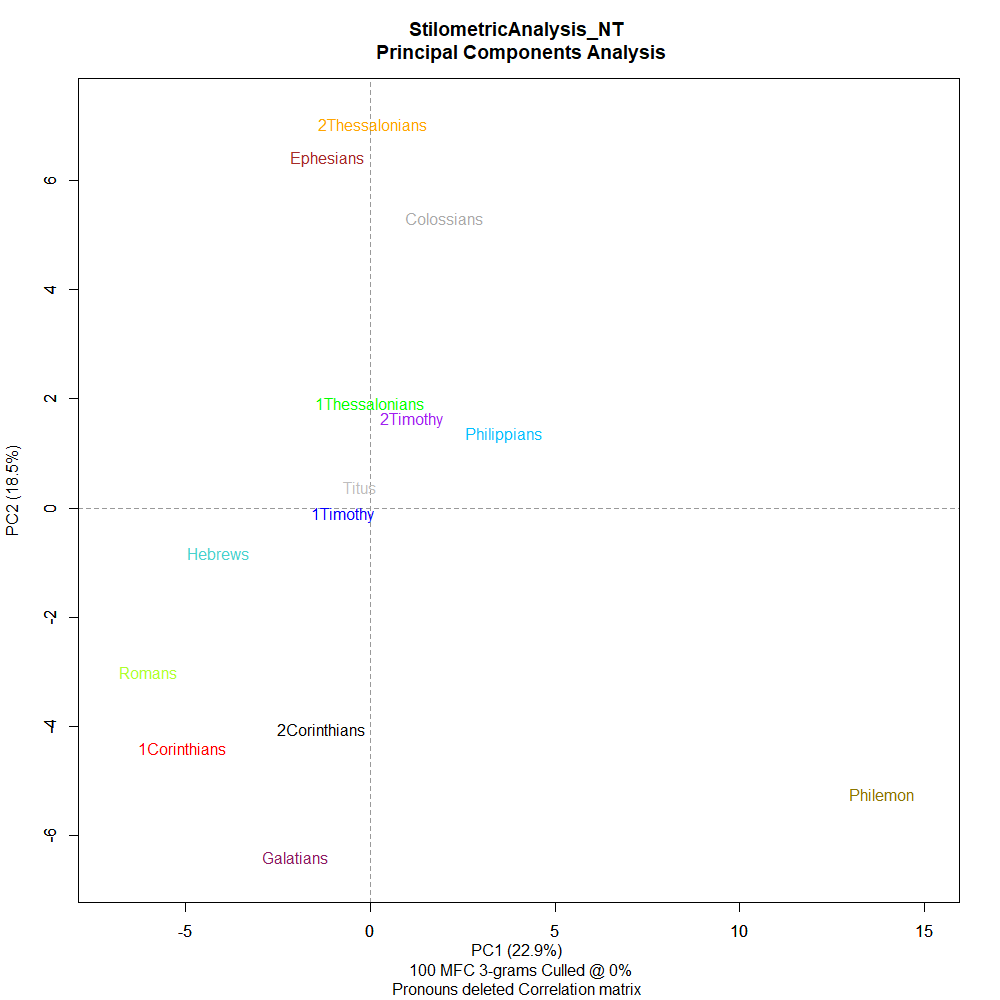 StilometricAnalysis_NT
Principal Components Analysis
2Thessalonians
Ephesians
Colossians
1Thessalonians
2Timothy
Philippians
Titus
1Timothy
Hebrews
Romans
2Corinthians
1Corinthians
Philemon
Galatians
PC2 (18.5%)
6
4
2
0
-2
-4
-6
-5
0
5
10
15
PC1 (22.9%)
100 MFC 3-grams Culled @ 0%
Pronouns deleted Correlation matrix